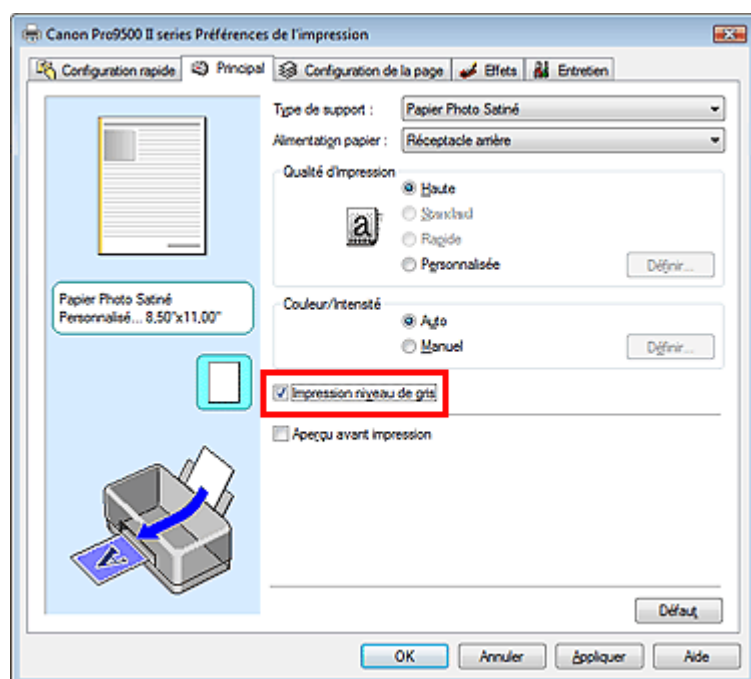 Canon Pro9500 II series Préférences de l'impression
Configuration rapide Principal Configuration de la page Effets Entretien
Type de support : Papier Photo Satiné
Alimentation papier : Réceptacle arrière
Qualité d'impression
Haute
Standard
Rapide
Personnalisée Définir...
Papier Photo Satiné
Personnalisé... 8,50"x11,00"
Couleur/Intensité
Auto
Manuel Définir...
Impression niveau de gris
Aperçu avant impression
Défaut
OK Annuler Appliquer Aide